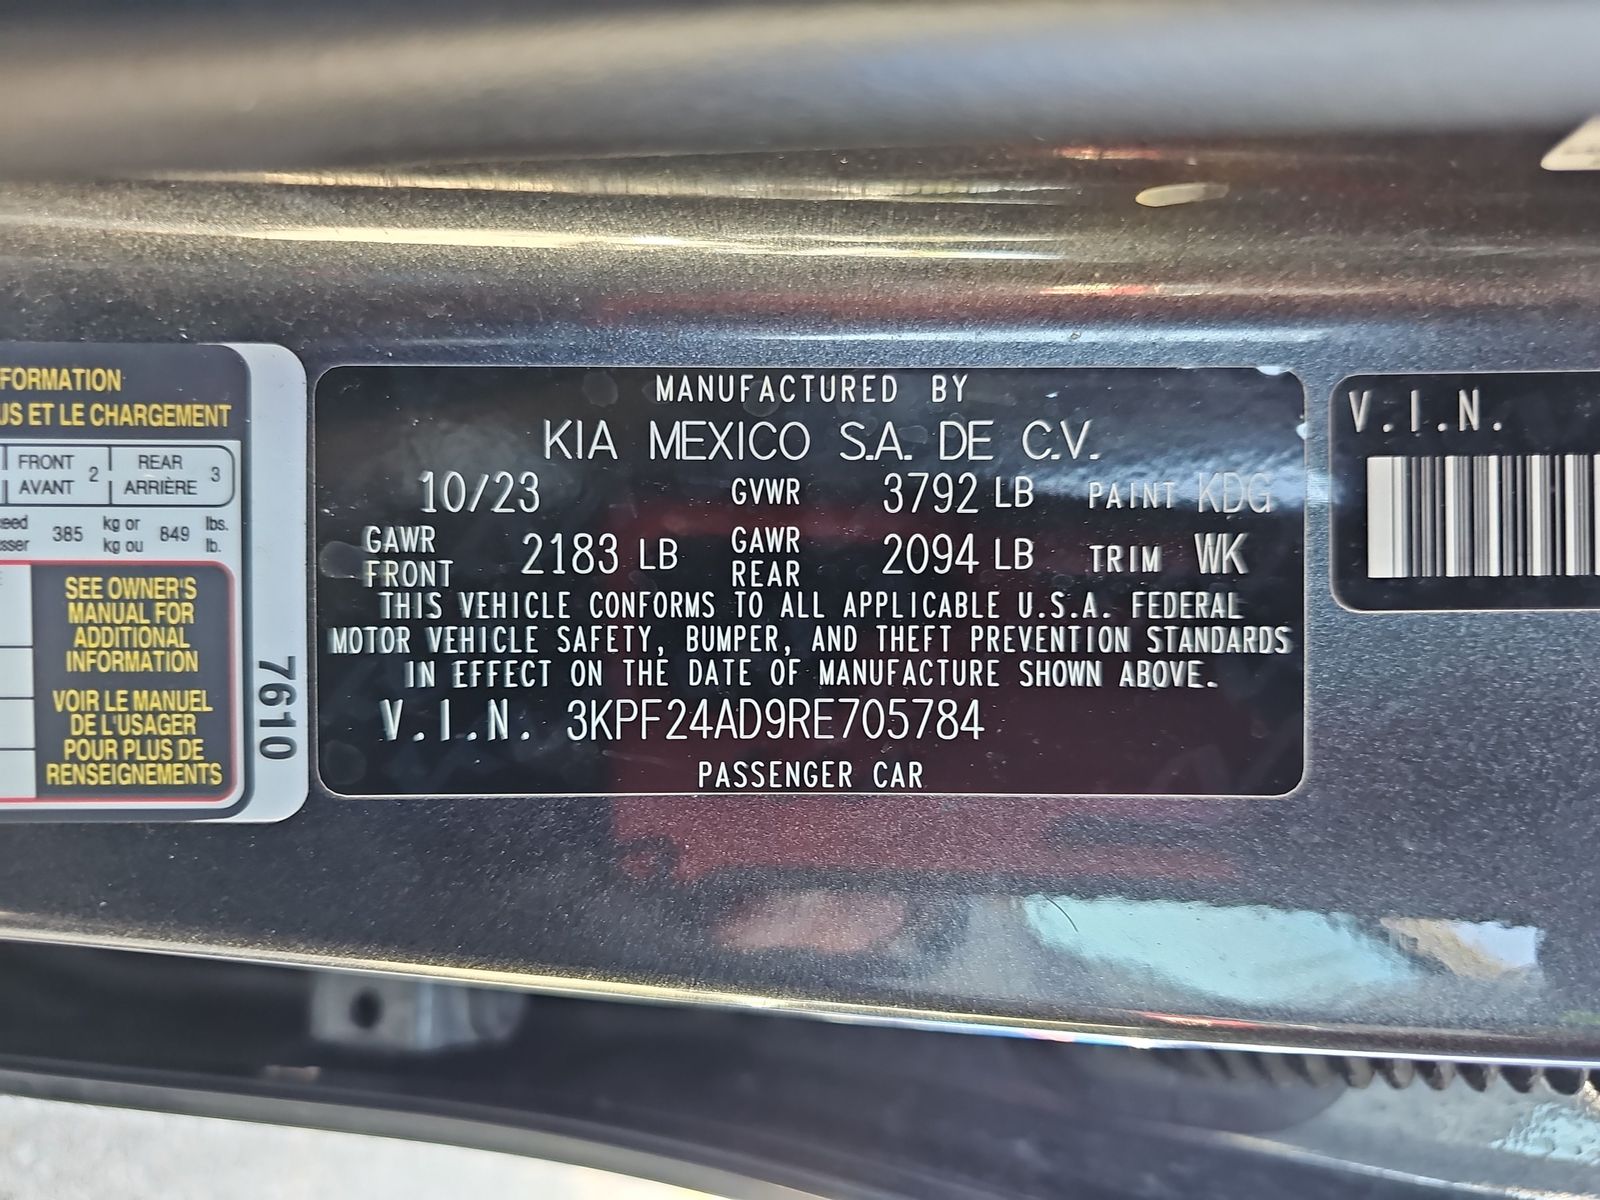 FORMATION
US ET LE CHARGEMENT
FRONT AVANT 2 REAR ARRIÈRE 3
385 kg or kg ou 849 lbs. lb.
SEE OWNER'S
MANUAL FOR
ADDITIONAL
INFORMATION
VOIR LE MANUEL
DE L'USAGER
POUR PLUS DE
RENSEIGNEMENTS
7610
MANUFACTURED BY
KIA MEXICO S.A. DE C.V.
10/23 GVWR 3792 LB PAINT KDG
GAWR FRONT 2183 LB GAWR REAR 2094 LB TRIM WK
THIS VEHICLE CONFORMS TO ALL APPLICABLE U.S.A. FEDERAL
MOTOR VEHICLE SAFETY, BUMPER, AND THEFT PREVENTION STANDARDS
IN EFFECT ON THE DATE OF MANUFACTURE SHOWN ABOVE.
V.I.N. 3KPF24AD9RE705784
PASSENGER CAR
V.I.N.